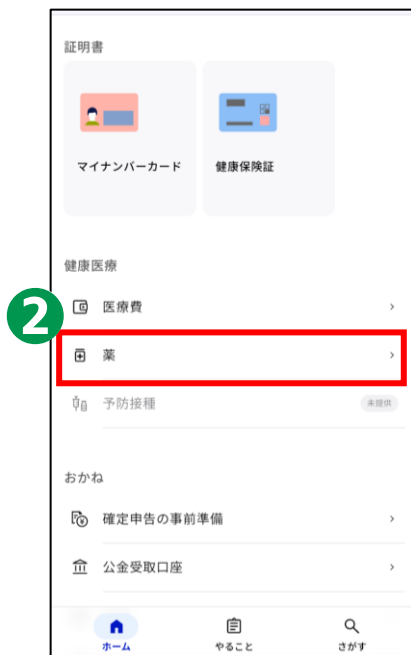 証明書
マイナンバーカード
健康保険証
健康医療
2
医療費
薬
予防接種
未提供
おかね
確定申告の事前準備
公金受取口座
ホーム
やること
さがす